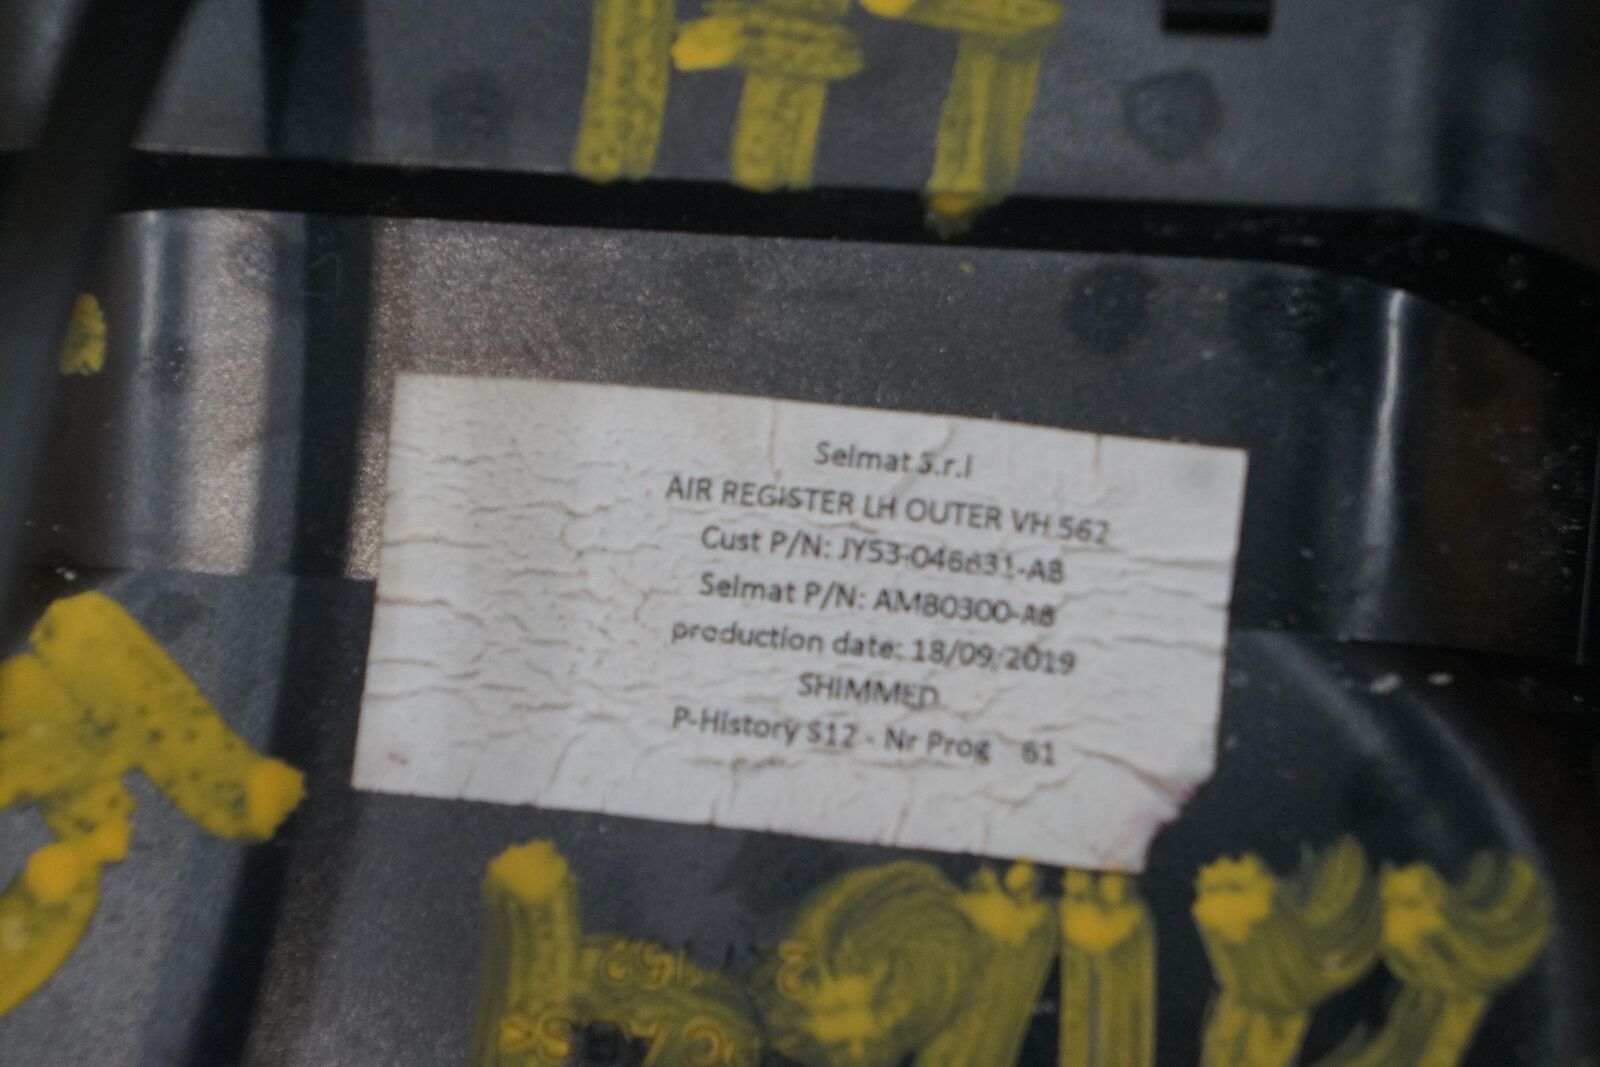 Selmat S.r.l
AIR REGISTER LH OUTER VH 562
Cust P/N: JY53-046831-AB
Selmat P/N: AM80300-AB
production date: 18/09/2019
SHIMMED
P-History S12 - Nr Prog 61